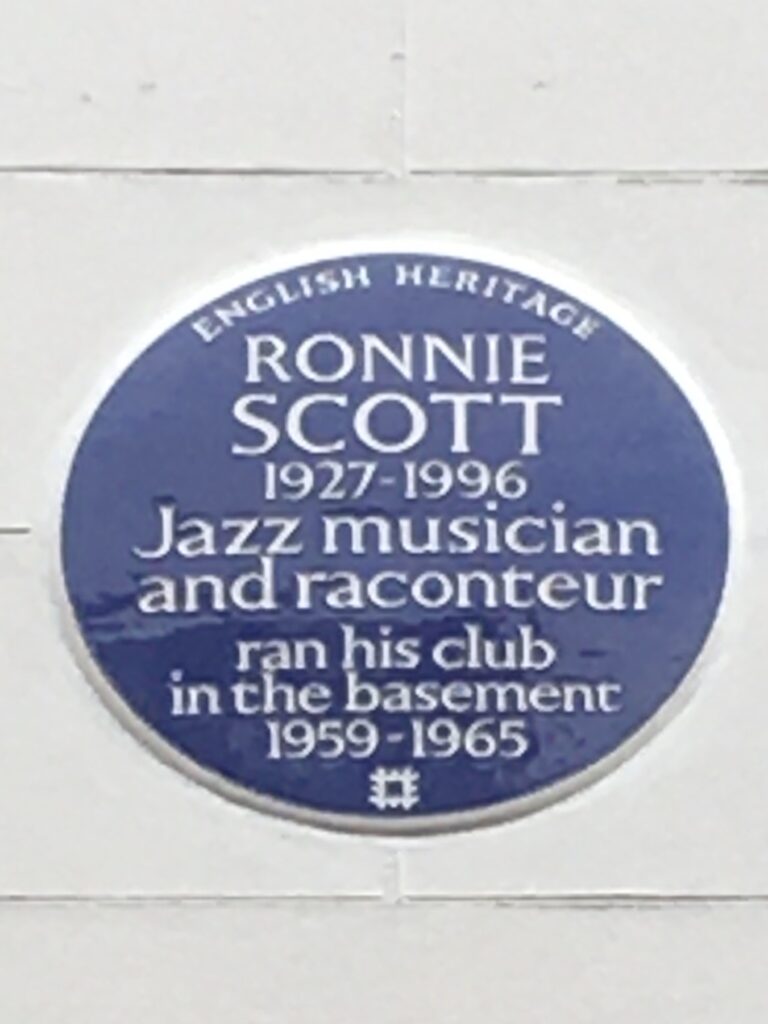 ENGLISH HERITAGE
RONNIE
SCOTT
1927-1996
Jazz musician
and raconteur
ran his club
in the basement
1959-1965